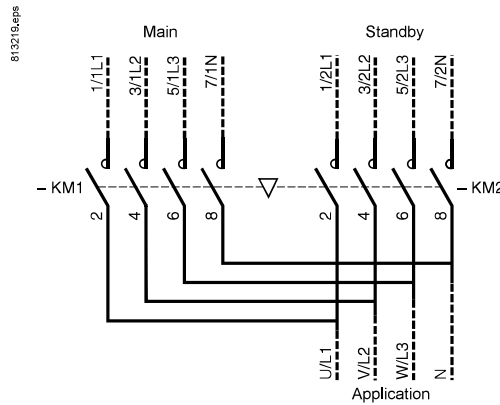 813219.eps
Main
Standby
1/1L1
3/1L2
5/1L3
7/1N
1/2L1
3/2L2
5/2L3
7/2N
– KM1
– KM2
2
4
6
8
2
4
6
8
U/L1
V/L2
W/L3
N
Application